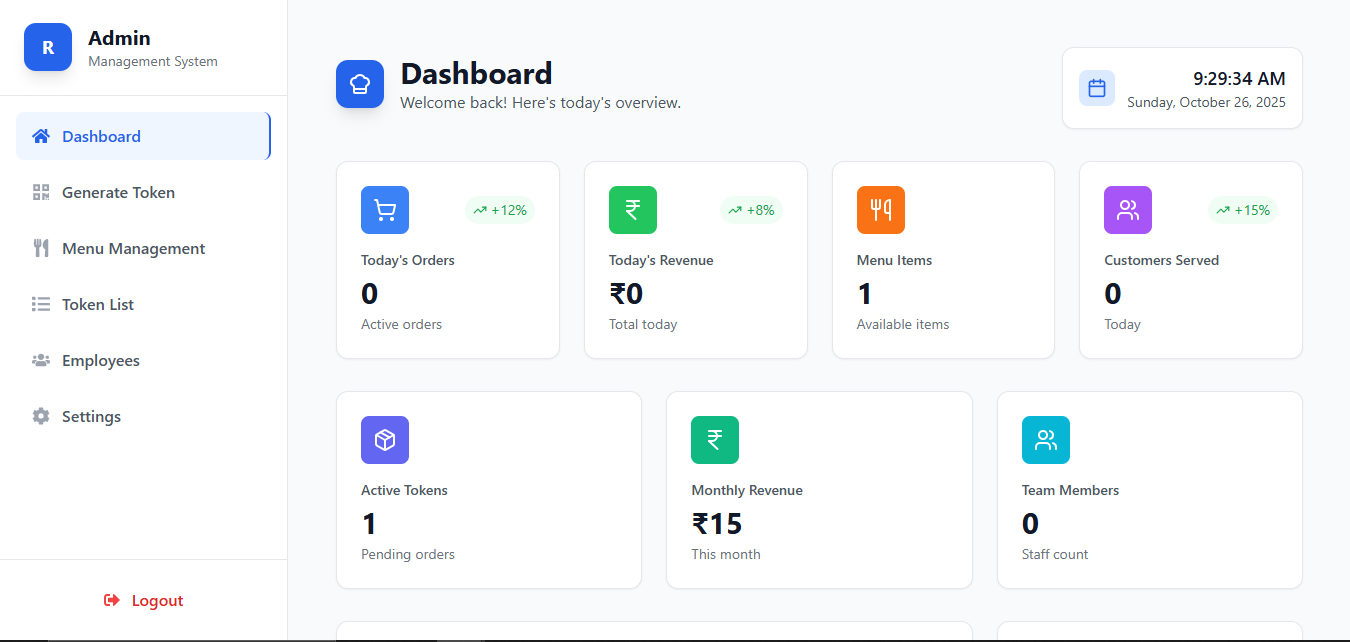 R
Admin
Management System
Dashboard
Generate Token
Menu Management
Token List
Employees
Settings
Logout
Dashboard
Welcome back! Here's today's overview.
9:29:34 AM
Sunday, October 26, 2025
+12%
Today's Orders
0
Active orders
+8%
Today's Revenue
₹0
Total today
Menu Items
1
Available items
+15%
Customers Served
0
Today
Active Tokens
1
Pending orders
Monthly Revenue
₹15
This month
Team Members
0
Staff count